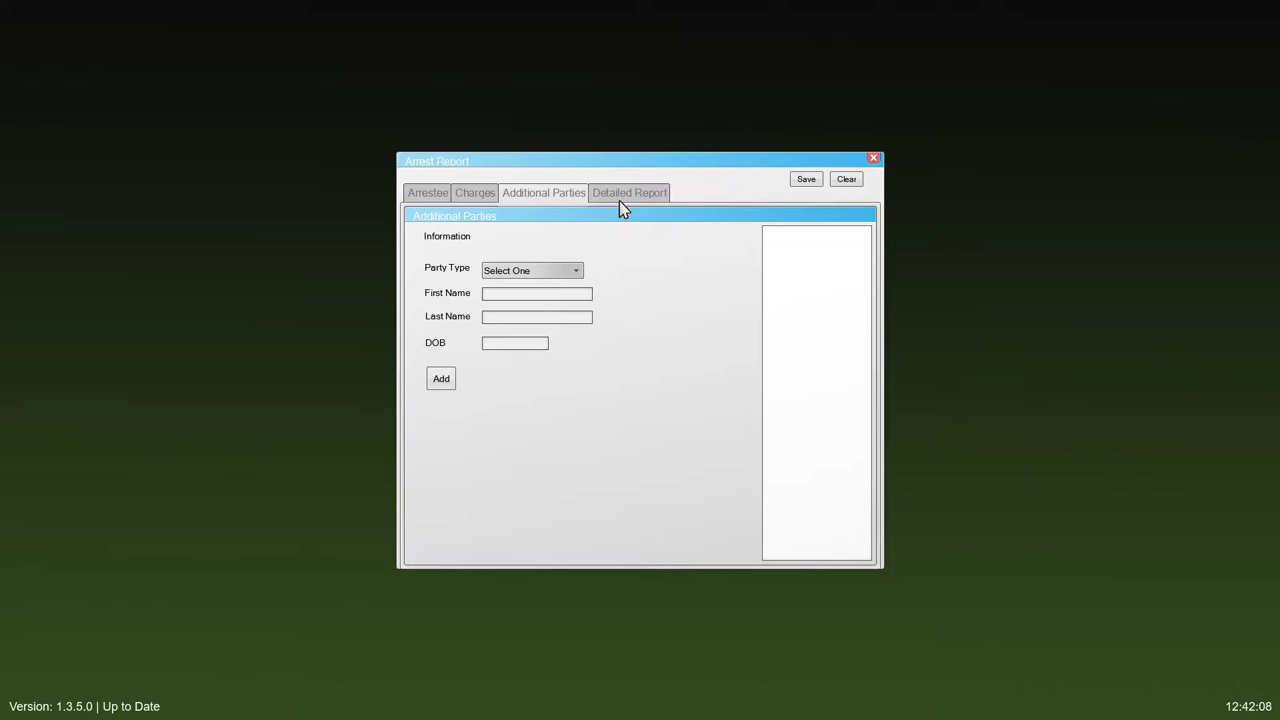 Arrest Report
Save Clear
Arrestee Charges Additional Parties Detailed Report
Additional Parties
Information
Party Type Select One
First Name
Last Name
DOB
Add
Version: 1.3.5.0 | Up to Date 12:42:08